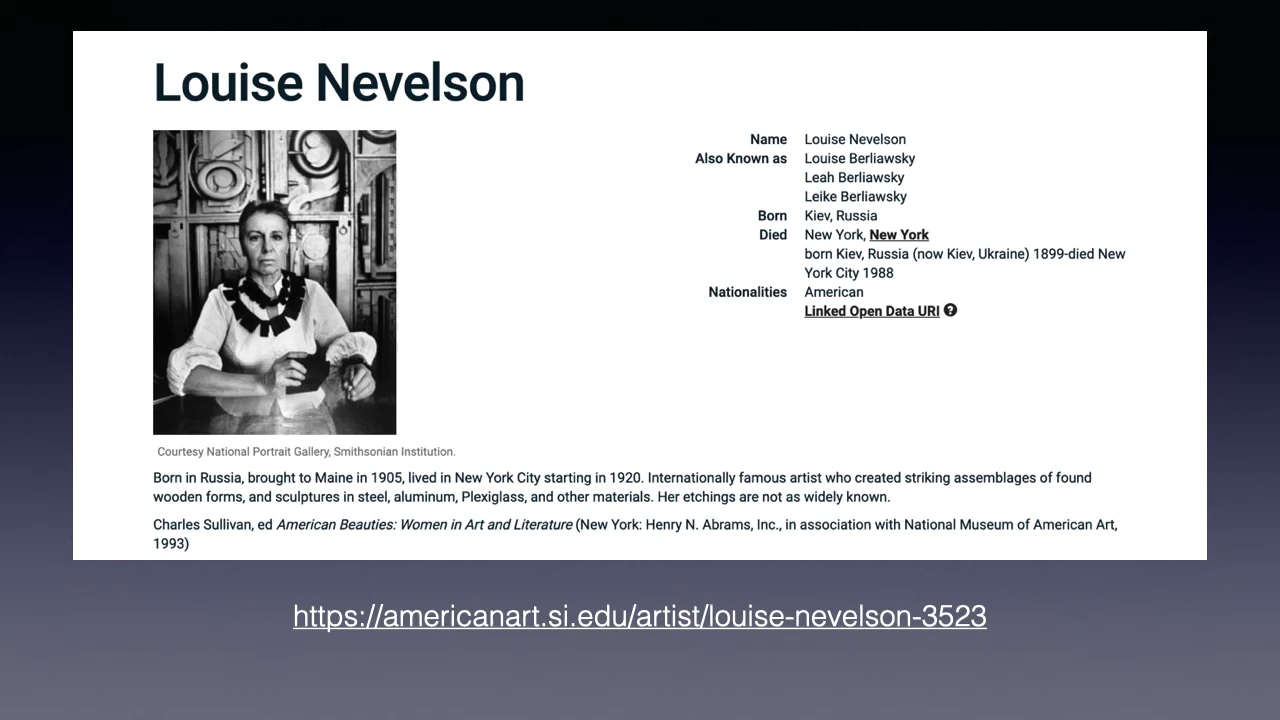 Louise Nevelson
Name Louise Nevelson
Also Known as Louise Berliawsky
Leah Berliawsky
Leike Berliawsky
Born Kiev, Russia
Died New York, New York
born Kiev, Russia (now Kiev, Ukraine) 1899-died New
York City 1988
Nationalities American
Linked Open Data URI ?
Courtesy National Portrait Gallery, Smithsonian Institution.
Born in Russia, brought to Maine in 1905, lived in New York City starting in 1920. Internationally famous artist who created striking assemblages of found
wooden forms, and sculptures in steel, aluminum, Plexiglass, and other materials. Her etchings are not as widely known.
Charles Sullivan, ed American Beauties: Women in Art and Literature (New York: Henry N. Abrams, Inc., in association with National Museum of American Art,
1993)
https://americanart.si.edu/artist/louise-nevelson-3523